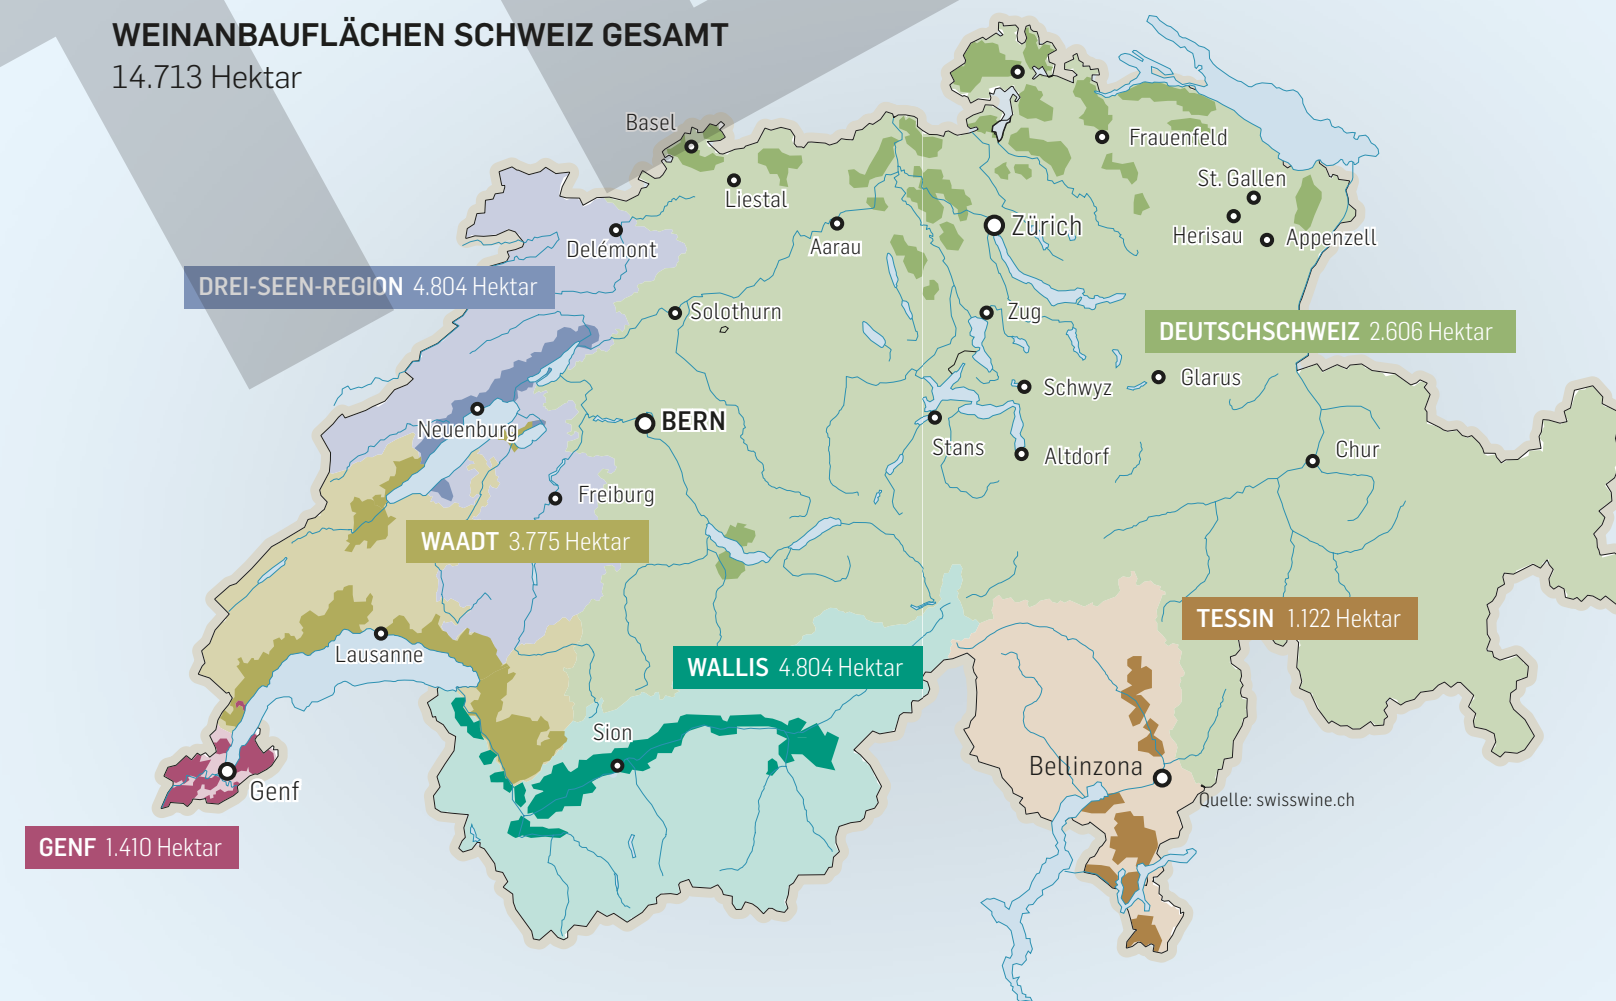 WEINANBAUFLÄCHEN SCHWEIZ GESAMT
14.713 Hektar
Basel
Frauenfeld
St. Gallen
Liestal
Herisau
Appenzell
Zürich
Aarau
Delémont
DREI-SEEN-REGION 4.804 Hektar
Solothurn
Zug
DEUTSCHSCHWEIZ 2.606 Hektar
Glarus
Schwyz
Neuenburg
BERN
Stans
Altdorf
Chur
Freiburg
WAADT 3.775 Hektar
TESSIN 1.122 Hektar
Lausanne
WALLIS 4.804 Hektar
Sion
Bellinzona
Genf
Quelle: swisswine.ch
GENF 1.410 Hektar